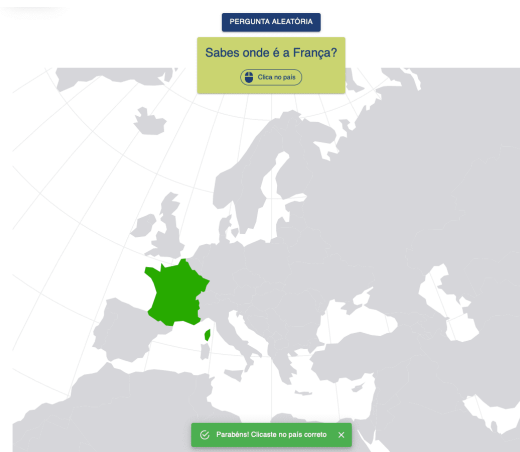 PERGUNTA ALEATÓRIA
Sabes onde é a França?
Clica no país
Parabéns! Clicaste no país correto